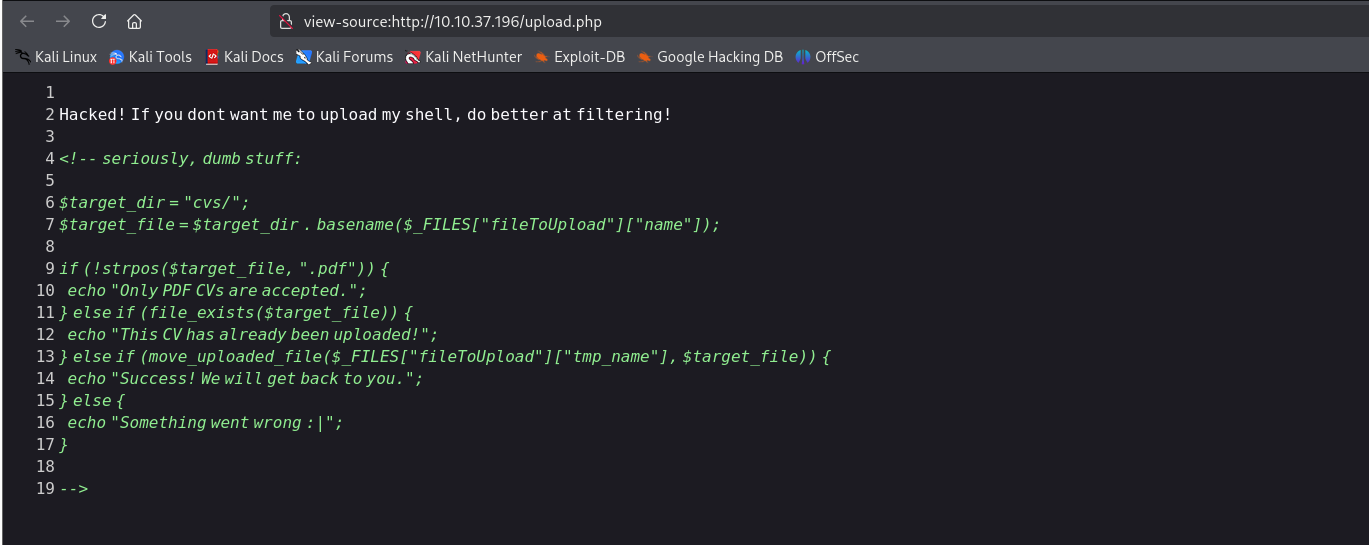 view-source:http://10.10.37.196/upload.php
Kali Linux Kali Tools Kali Docs Kali Forums Kali NetHunter Exploit-DB Google Hacking DB OffSec
1
2 Hacked! If you dont want me to upload my shell, do better at filtering!
3
4 <!-- seriously, dumb stuff:
5
6 $target_dir = "cvs/";
7 $target_file = $target_dir . basename($_FILES["fileToUpload"]["name"]);
8
9 if (!strpos($target_file, ".pdf")) {
10 echo "Only PDF CVs are accepted.";
11 } else if (file_exists($target_file)) {
12 echo "This CV has already been uploaded!";
13 } else if (move_uploaded_file($_FILES["fileToUpload"]["tmp_name"], $target_file)) {
14 echo "Success! We will get back to you.";
15 } else {
16 echo "Something went wrong :|";
17 }
18
19 -->